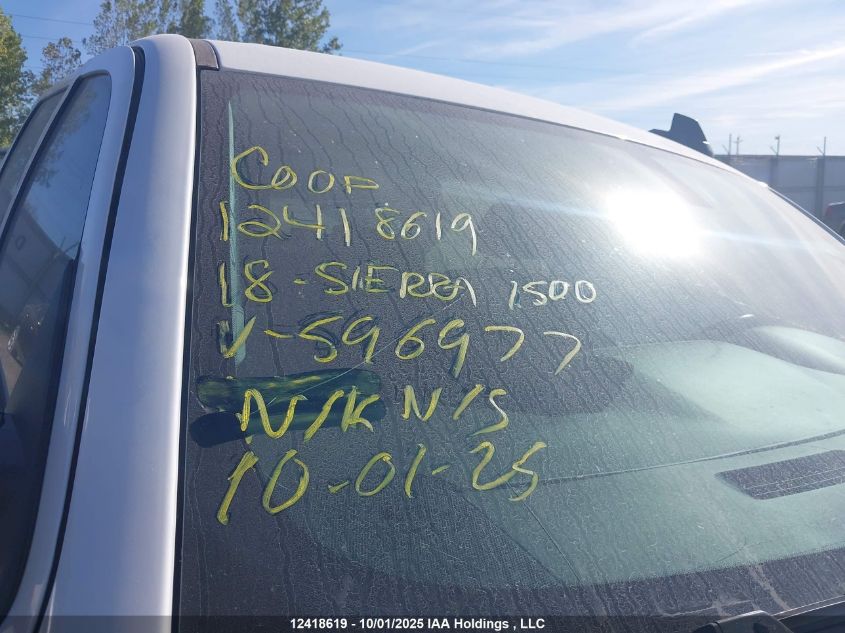 COOP
12418619
18-SIERRA 1500
V-596977
N/K N/S
10-01-25
12418619 - 10/01/2025 IAA Holdings , LLC